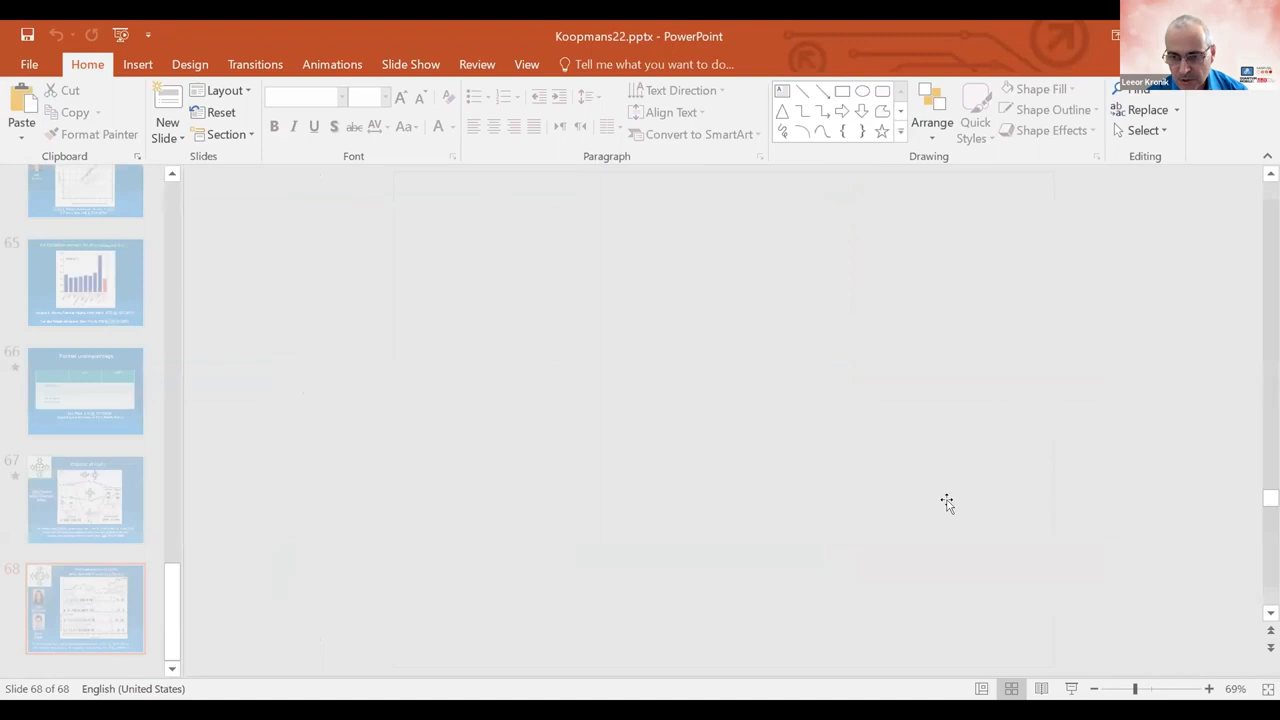 Koopmans22.pptx - PowerPoint
Leeor Kronik
File Home Insert Design Transitions Animations Slide Show Review View Tell me what you want to do...
Paste
Cut
Copy
Format Painter
Clipboard
New
Slide
Layout
Reset
Section
Slides
B I U S abc AV Aa A
Font
Text Direction
Align Text
Convert to SmartArt
Paragraph
Arrange
Quick
Styles
Shape Fill
Shape Outline
Shape Effects
Drawing
Find
Replace
Select
Editing
65
66
67
68
Slide 68 of 68 English (United States)
69%